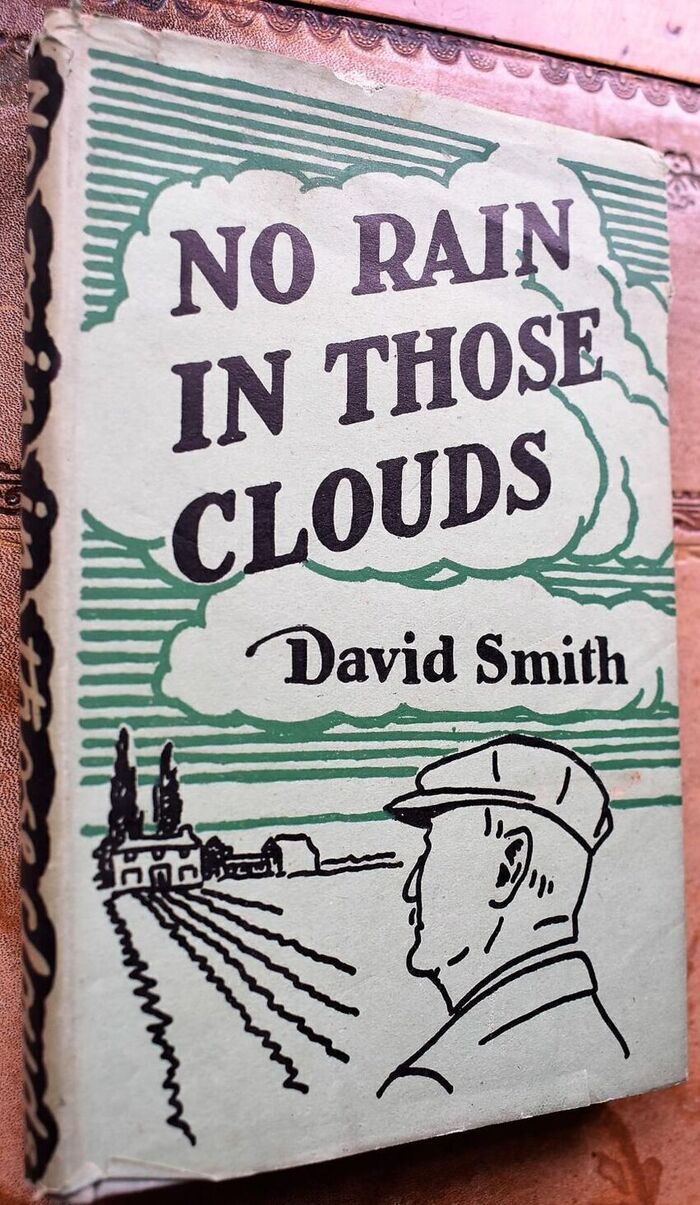 NO RAIN
IN THOSE
CLOUDS
David Smith
No rain in those clouds